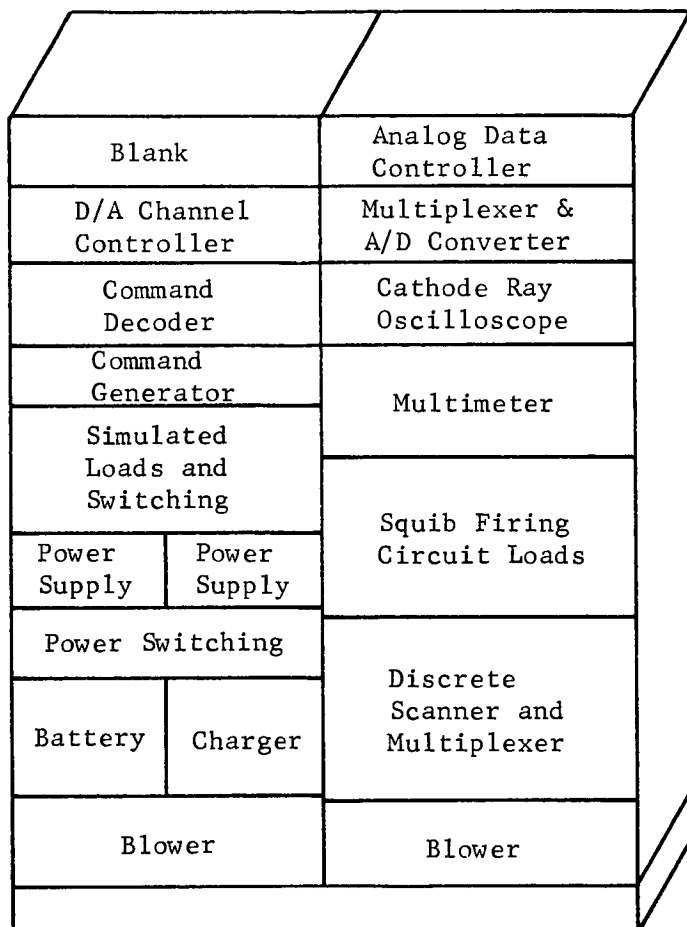 Blank
D/A Channel
Controller
Command
Decoder
Command
Generator
Simulated
Loads and
Switching
Power
Supply
Power
Supply
Power Switching
Battery
Charger
Blower
Analog Data
Controller
Multiplexer &
A/D Converter
Cathode Ray
Oscilloscope
Multimeter
Squib Firing
Circuit Loads
Discrete
Scanner and
Multiplexer
Blower